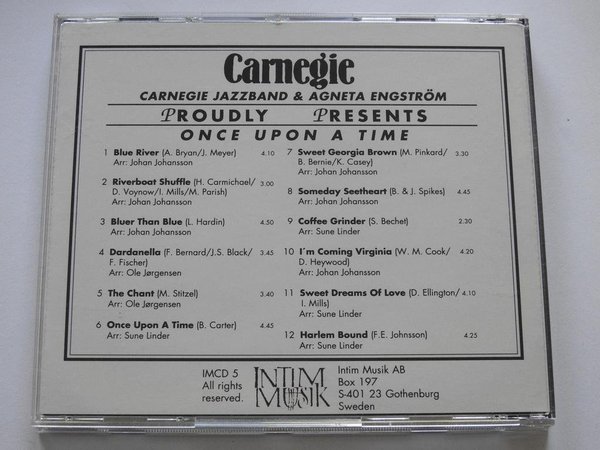 Carnegie
CARNEGIE JAZZBAND & AGNETA ENGSTRÖM
PROUDLY PRESENTS
ONCE UPON A TIME
1 Blue River (A. Bryan/J. Meyer) 4.10
Arr: Johan Johansson
2 Riverboat Shuffle (H. Carmichael/ 3.00
D. Voynow/I. Mills/M. Parish)
Arr: Johan Johansson
3 Bluer Than Blue (L. Hardin) 4.50
Arr: Johan Johansson
4 Dardanella (F. Bernard/J.S. Black/ 3.45
F. Fischer)
Arr: Ole Jørgensen
5 The Chant (M. Stitzel) 3.40
Arr: Ole Jørgensen
6 Once Upon A Time (B. Carter) 4.45
Arr: Sune Linder
7 Sweet Georgia Brown (M. Pinkard/ 3.30
B. Bernie/K. Casey)
Arr: Johan Johansson
8 Someday Seetheart (B. & J. Spikes) 4.45
Arr: Johan Johansson
9 Coffee Grinder (S. Bechet) 2:30
Arr: Sune Linder
10 I'm Coming Virginia (W. M. Cook/ 4.20
D. Heywood)
Arr: Johan Johansson
11 Sweet Dreams Of Love (D. Ellington/ 4.10
I. Mills)
Arr: Sune Linder
12 Harlem Bound (F.E. Johnsson) 4.25
Arr: Sune Linder
IMCD 5
All rights
reserved.
INTIM
MUSIK
Intim Musik AB
Box 197
S-401 23 Gothenburg
Sweden